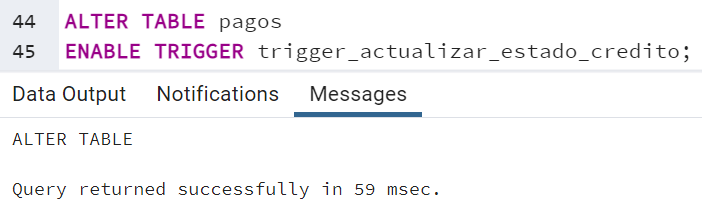 44 ALTER TABLE pagos
45 ENABLE TRIGGER trigger_actualizar_estado_credito;
Data Output Notifications Messages
ALTER TABLE
Query returned successfully in 59 msec.